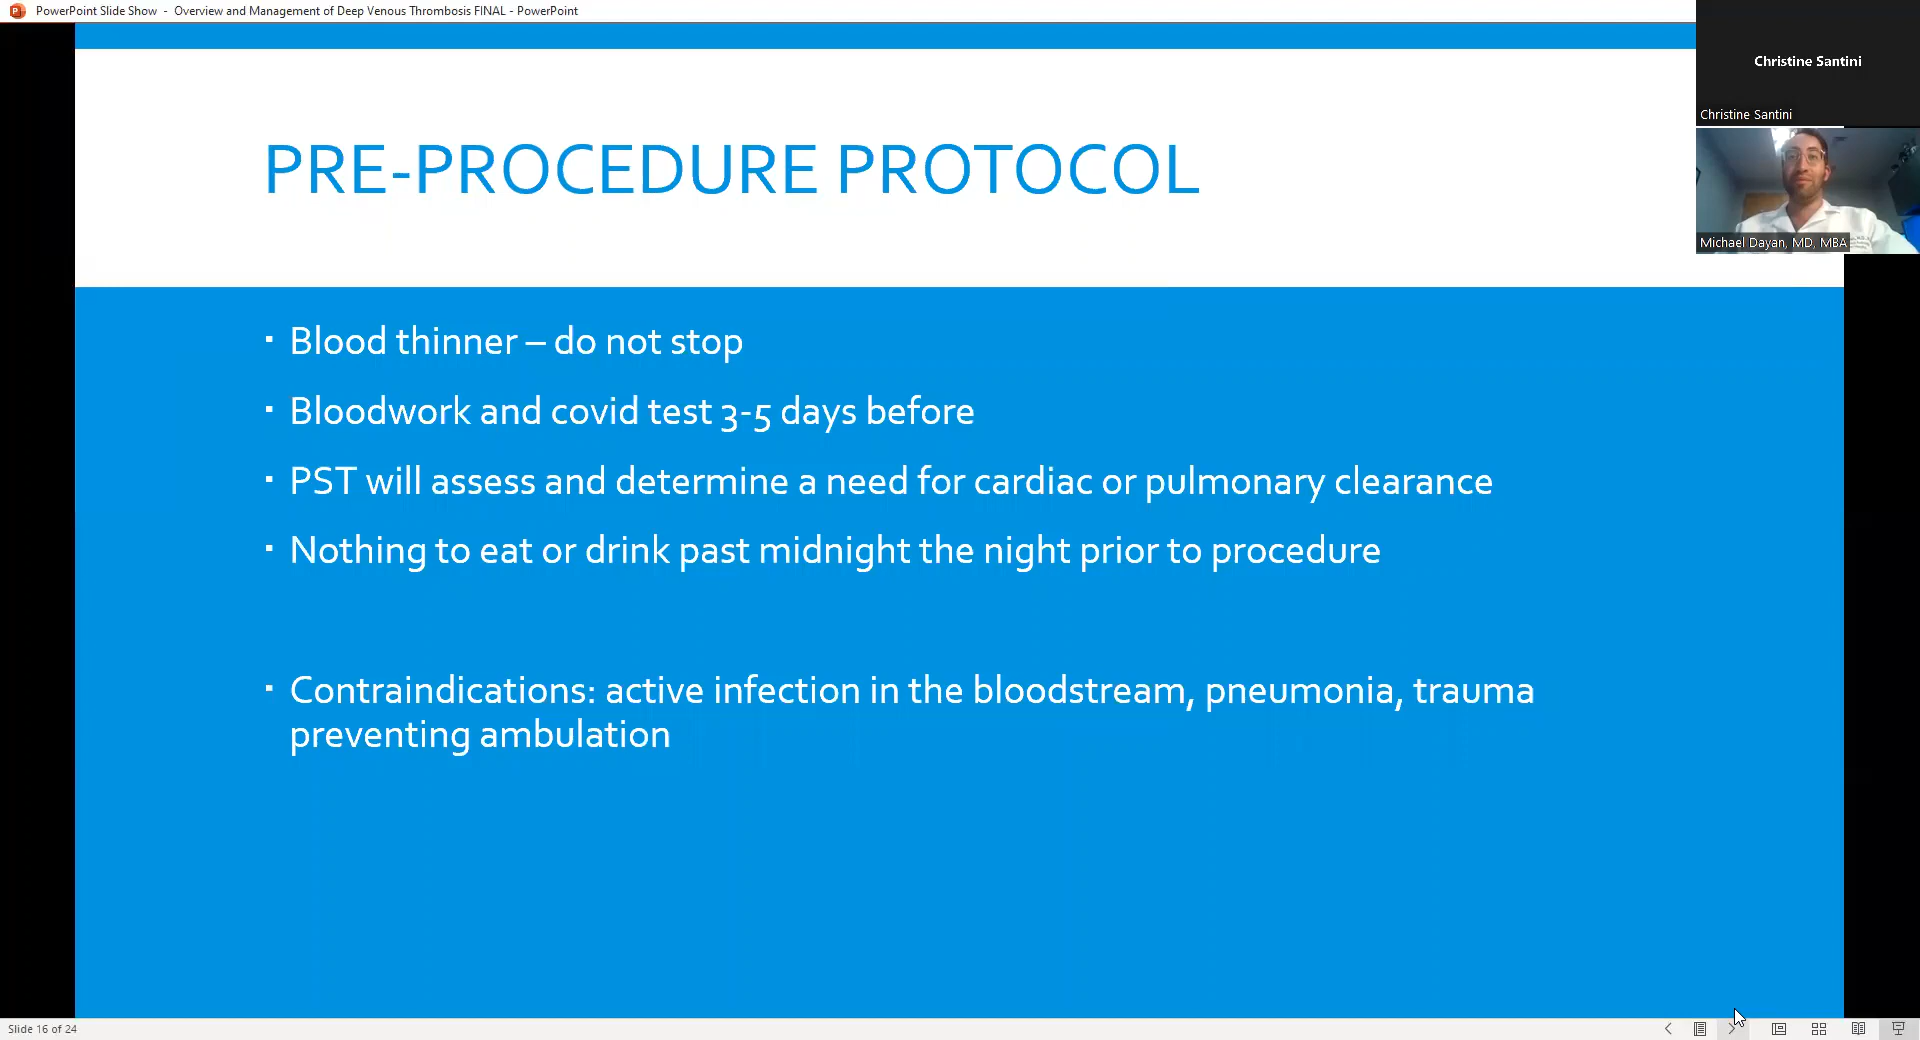 PowerPoint Slide Show - Overview and Management of Deep Venous Thrombosis FINAL - PowerPoint
Christine Santini
Christine Santini
Michael Dayan, MD, MBA
PRE-PROCEDURE PROTOCOL
▪ Blood thinner – do not stop
▪ Bloodwork and covid test 3-5 days before
▪ PST will assess and determine a need for cardiac or pulmonary clearance
▪ Nothing to eat or drink past midnight the night prior to procedure
▪ Contraindications: active infection in the bloodstream, pneumonia, trauma
preventing ambulation
Slide 16 of 24